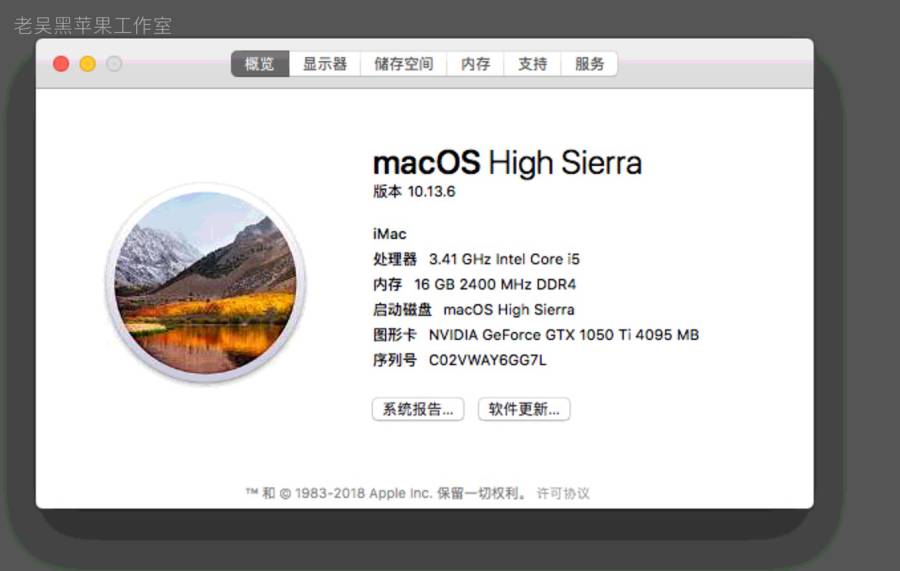 老吴黑苹果工作室
概览 显示器 储存空间 内存 支持 服务
macOS High Sierra
版本 10.13.6
iMac
处理器 3.41 GHz Intel Core i5
内存 16 GB 2400 MHz DDR4
启动磁盘 macOS High Sierra
图形卡 NVIDIA GeForce GTX 1050 Ti 4095 MB
序列号 C02VWAY6GG7L
系统报告... 软件更新...
™ 和 © 1983-2018 Apple Inc. 保留一切权利。 许可协议